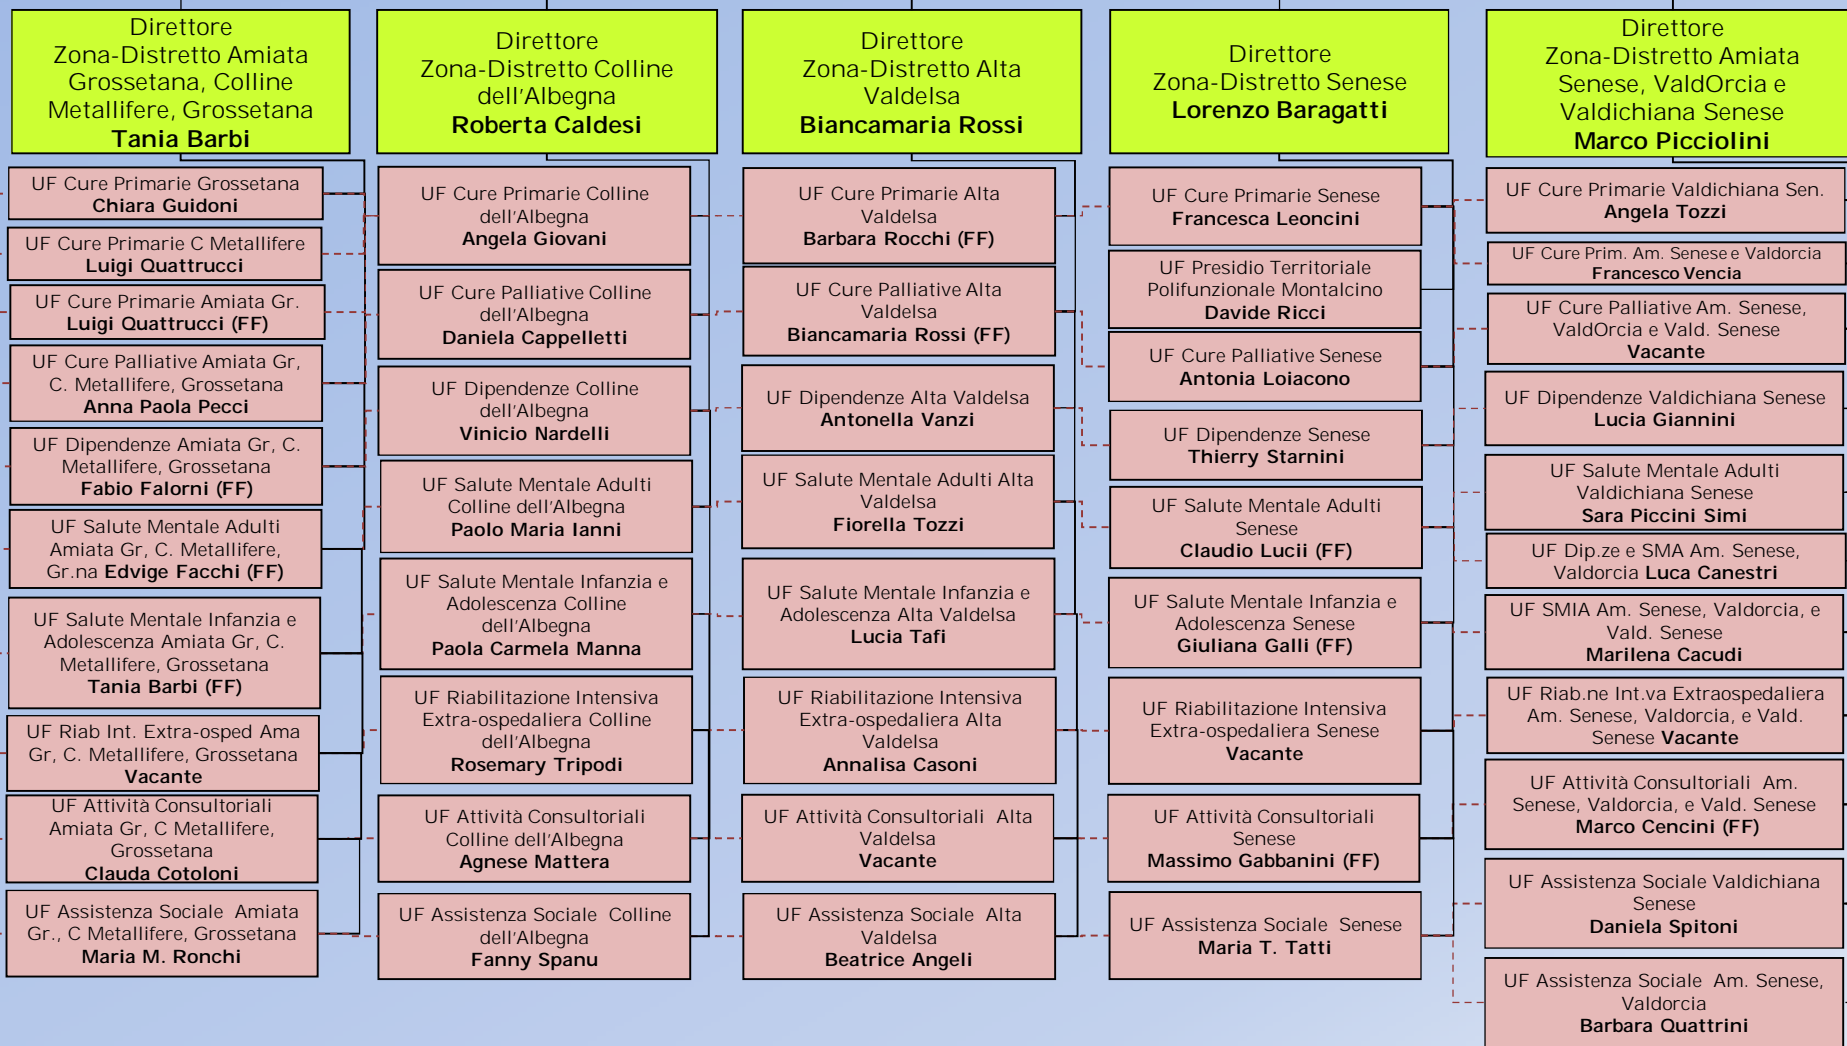 Direttore
Zona-Distretto Amiata
Grossetana, Colline
Metallifere, Grossetana
Tania Barbi
UF Cure Primarie Grossetana
Chiara Guidoni
UF Cure Primarie C Metallifere
Luigi Quattrucci
UF Cure Primarie Amiata Gr.
Luigi Quattrucci (FF)
UF Cure Palliative Amiata Gr,
C. Metallifere, Grossetana
Anna Paola Pecci
UF Dipendenze Amiata Gr, C.
Metallifere, Grossetana
Fabio Falorni (FF)
UF Salute Mentale Adulti
Amiata Gr, C. Metallifere,
Gr.na Edvige Facchi (FF)
UF Salute Mentale Infanzia e
Adolescenza Amiata Gr, C.
Metallifere, Grossetana
Tania Barbi (FF)
UF Riab Int. Extra-osped Ama
Gr, C. Metallifere, Grossetana
Vacante
UF Attività Consultoriali
Amiata Gr, C Metallifere,
Grossetana
Clauda Cotoloni
UF Assistenza Sociale Amiata
Gr., C Metallifere, Grossetana
Maria M. Ronchi
Direttore
Zona-Distretto Colline
dell'Albegna
Roberta Caldesi
UF Cure Primarie Colline
dell'Albegna
Angela Giovani
UF Cure Palliative Colline
dell'Albegna
Daniela Cappelletti
UF Dipendenze Colline
dell'Albegna
Vinicio Nardelli
UF Salute Mentale Adulti
Colline dell'Albegna
Paolo Maria Ianni
UF Salute Mentale Infanzia e
Adolescenza Colline
dell'Albegna
Paola Carmela Manna
UF Riabilitazione Intensiva
Extra-ospedaliera Colline
dell'Albegna
Rosemary Tripodi
UF Attività Consultoriali
Colline dell'Albegna
Agnese Mattera
UF Assistenza Sociale Colline
dell'Albegna
Fanny Spanu
Direttore
Zona-Distretto Alta
Valdelsa
Biancamaria Rossi
UF Cure Primarie Alta
Valdelsa
Barbara Rocchi (FF)
UF Cure Palliative Alta
Valdelsa
Biancamaria Rossi (FF)
UF Dipendenze Alta Valdelsa
Antonella Vanzi
UF Salute Mentale Adulti Alta
Valdelsa
Fiorella Tozzi
UF Salute Mentale Infanzia e
Adolescenza Alta Valdelsa
Lucia Tafi
UF Riabilitazione Intensiva
Extra-ospedaliera Alta
Valdelsa
Annalisa Casoni
UF Attività Consultoriali Alta
Valdelsa
Vacante
UF Assistenza Sociale Alta
Valdelsa
Beatrice Angeli
Direttore
Zona-Distretto Senese
Lorenzo Baragatti
UF Cure Primarie Senese
Francesca Leoncini
UF Presidio Territoriale
Polifunzionale Montalcino
Davide Ricci
UF Cure Palliative Senese
Antonia Loiacono
UF Dipendenze Senese
Thierry Starnini
UF Salute Mentale Adulti
Senese
Claudio Lucii (FF)
UF Salute Mentale Infanzia e
Adolescenza Senese
Giuliana Galli (FF)
UF Riabilitazione Intensiva
Extra-ospedaliera Senese
Vacante
UF Attività Consultoriali
Senese
Massimo Gabbanini (FF)
UF Assistenza Sociale Senese
Maria T. Tatti
Direttore
Zona-Distretto Amiata
Senese, ValdOrcia e
Valdichiana Senese
Marco Picciolini
UF Cure Primarie Valdichiana Sen.
Angela Tozzi
UF Cure Prim. Am. Senese e Valdorcia
Francesco Vencia
UF Cure Palliative Am. Senese,
ValdOrcia e Vald. Senese
Vacante
UF Dipendenze Valdichiana Senese
Lucia Giannini
UF Salute Mentale Adulti
Valdichiana Senese
Sara Piccini Simi
UF Dip.ze e SMA Am. Senese,
Valdorcia Luca Canestri
UF SMIA Am. Senese, Valdorcia, e
Vald. Senese
Marilena Cacudi
UF Riab.ne Int.va Extraospedaliera
Am. Senese, Valdorcia, e Vald.
Senese Vacante
UF Attività Consultoriali Am.
Senese, Valdorcia, e Vald. Senese
Marco Cencini (FF)
UF Assistenza Sociale Valdichiana
Senese
Daniela Spitoni
UF Assistenza Sociale Am. Senese,
Valdorcia
Barbara Quattrini